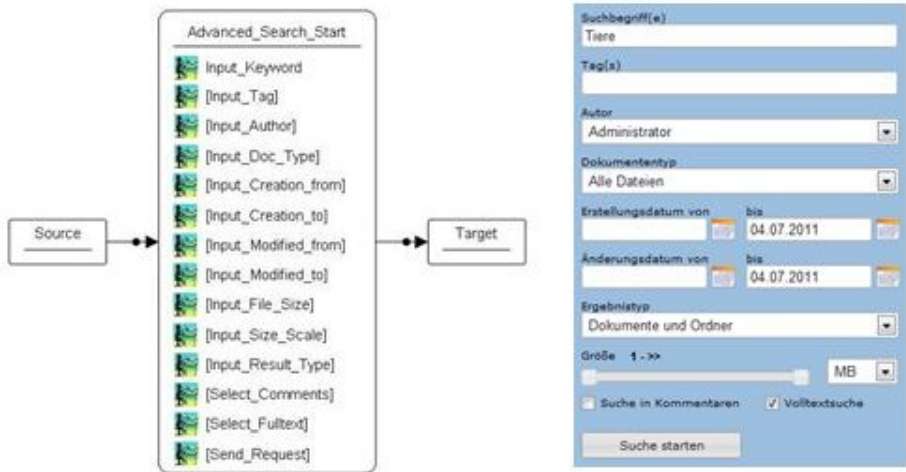 Advanced_Search_Start
Input_Keyword
[Input_Tag]
[Input_Author]
[Input_Doc_Type]
[Input_Creation_from]
[Input_Creation_to]
[Input_Modified_from]
[Input_Modified_to]
[Input_File_Size]
[Input_Size_Scale]
[Input_Result_Type]
[Select_Comments]
[Select_Fulltext]
[Send_Request]
Source
Target
Suchbegriff(e)
Tiere
Tag(s)
Autor
Administrator
Dokumententyp
Alle Dateien
Erstellungsdatum von bis
04.07.2011
Änderungsdatum von bis
04.07.2011
Ergebnistyp
Dokumente und Ordner
Größe 1 - >>
MB
Suche in Kommentaren Volltextsuche
Suche starten